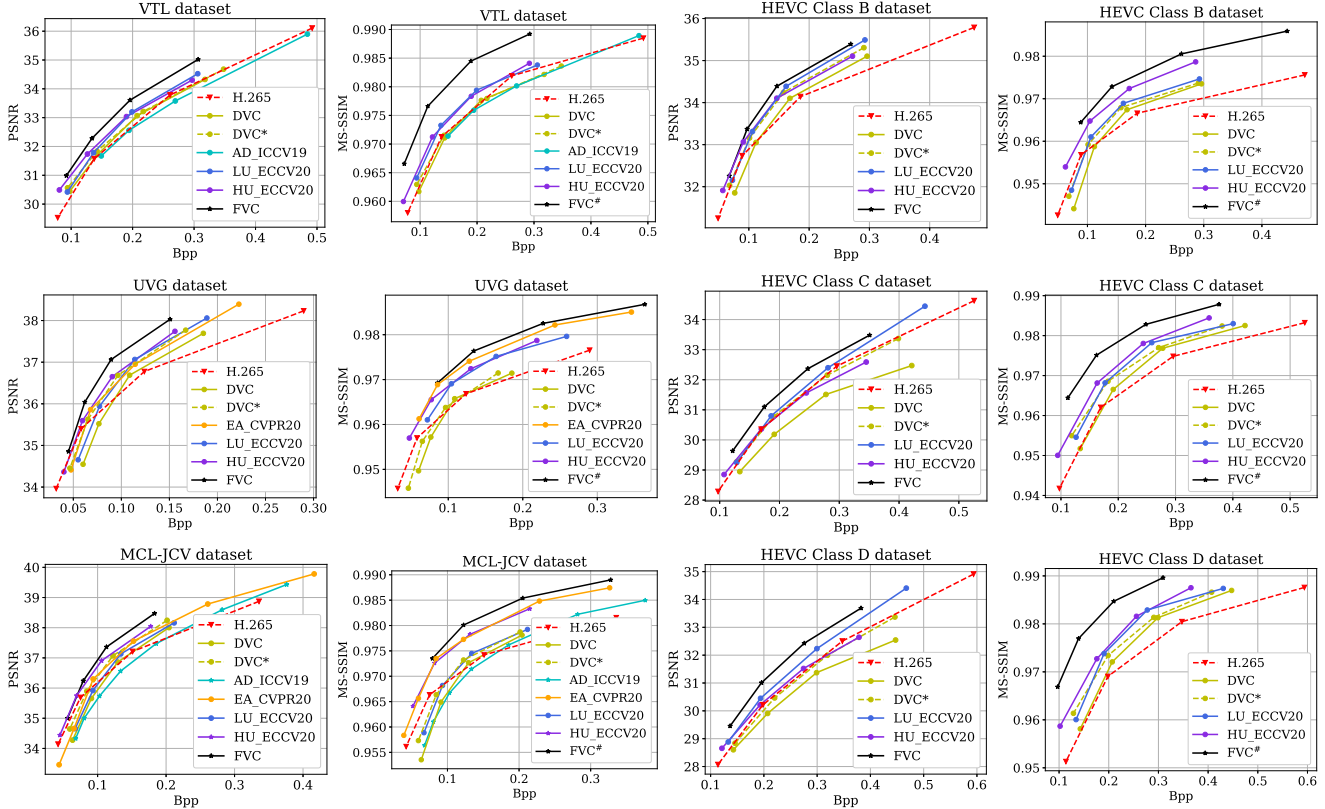 VTL dataset
PSNR
36
35
34
33
32
31
30
0.1
0.2
0.3
0.4
0.5
Bpp
H.265
DVC
DVC*
AD_ICCV19
LU_ECCV20
HU_ECCV20
FVC
VTL dataset
MS-SSIM
0.990
0.985
0.980
0.975
0.970
0.965
0.960
0.1
0.2
0.3
0.4
0.5
Bpp
H.265
DVC
DVC*
AD_ICCV19
LU_ECCV20
HU_ECCV20
FVC#
HEVC Class B dataset
PSNR
36
35
34
33
32
0.1
0.2
0.3
0.4
Bpp
H.265
DVC
DVC*
LU_ECCV20
HU_ECCV20
FVC
HEVC Class B dataset
MS-SSIM
0.98
0.97
0.96
0.95
0.1
0.2
0.3
0.4
Bpp
H.265
DVC
DVC*
LU_ECCV20
HU_ECCV20
FVC#
UVG dataset
PSNR
38
37
36
35
34
0.05
0.10
0.15
0.20
0.25
0.30
Bpp
H.265
DVC
DVC*
EA_CVPR20
LU_ECCV20
HU_ECCV20
FVC
UVG dataset
MS-SSIM
0.98
0.97
0.96
0.95
0.1
0.2
0.3
Bpp
H.265
DVC
DVC*
EA_CVPR20
LU_ECCV20
HU_ECCV20
FVC#
HEVC Class C dataset
PSNR
34
33
32
31
30
29
28
0.1
0.2
0.3
0.4
0.5
Bpp
H.265
DVC
DVC*
LU_ECCV20
HU_ECCV20
FVC
HEVC Class C dataset
MS-SSIM
0.99
0.98
0.97
0.96
0.95
0.94
0.1
0.2
0.3
0.4
0.5
Bpp
H.265
DVC
DVC*
LU_ECCV20
HU_ECCV20
FVC#
MCL-JCV dataset
PSNR
40
39
38
37
36
35
34
0.1
0.2
0.3
0.4
Bpp
H.265
DVC
DVC*
AD_ICCV19
EA_CVPR20
LU_ECCV20
HU_ECCV20
FVC
MCL-JCV dataset
MS-SSIM
0.990
0.985
0.980
0.975
0.970
0.965
0.960
0.955
0.1
0.2
0.3
Bpp
H.265
DVC
DVC*
AD_ICCV19
EA_CVPR20
LU_ECCV20
HU_ECCV20
FVC#
HEVC Class D dataset
PSNR
35
34
33
32
31
30
29
28
0.1
0.2
0.3
0.4
0.5
0.6
Bpp
H.265
DVC
DVC*
LU_ECCV20
HU_ECCV20
FVC
HEVC Class D dataset
MS-SSIM
0.99
0.98
0.97
0.96
0.95
0.1
0.2
0.3
0.4
0.5
0.6
Bpp
H.265
DVC
DVC*
LU_ECCV20
HU_ECCV20
FVC#